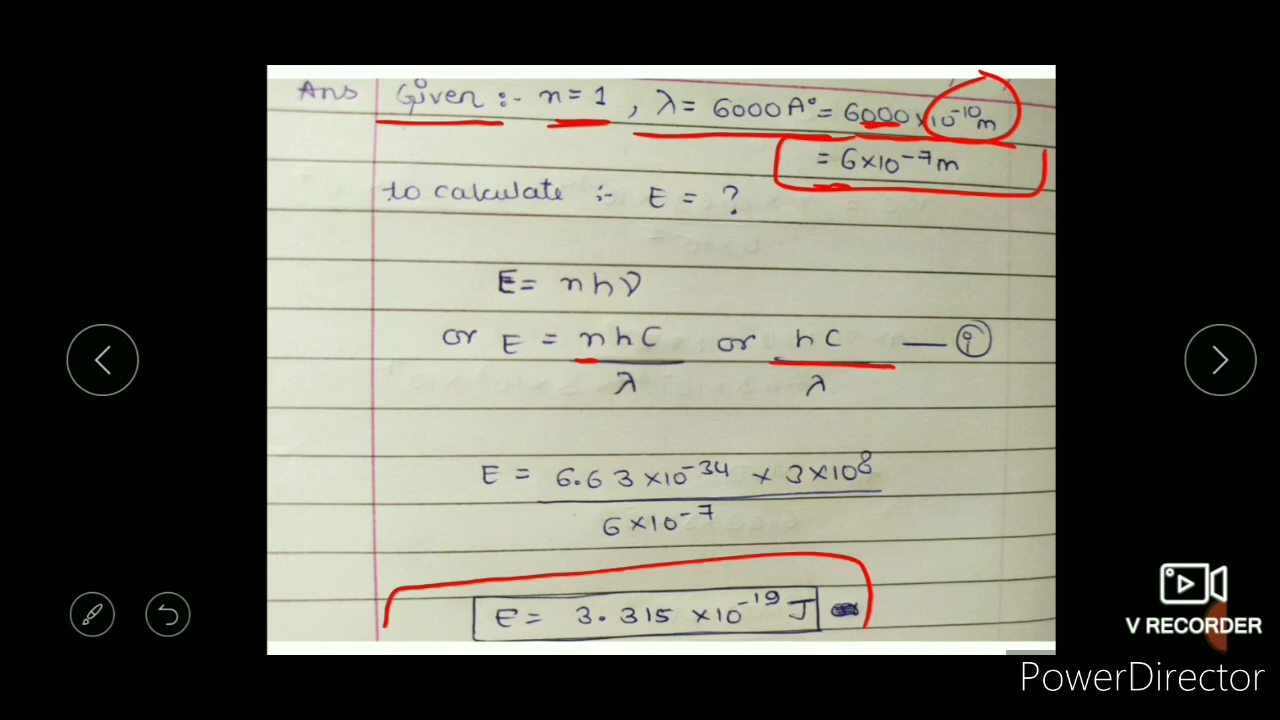 Ans Given :- n = 1 , λ = 6000 A° = 6000 × 10⁻¹⁰ m
= 6 × 10⁻⁷ m
to calculate :- E = ?
E = nhν
or E = nhC/λ or hC/λ — (i)
E = 6.63 × 10⁻³⁴ × 3 × 10⁸ / 6 × 10⁻⁷
E = 3.315 × 10⁻¹⁹ J
V RECORDER
PowerDirector